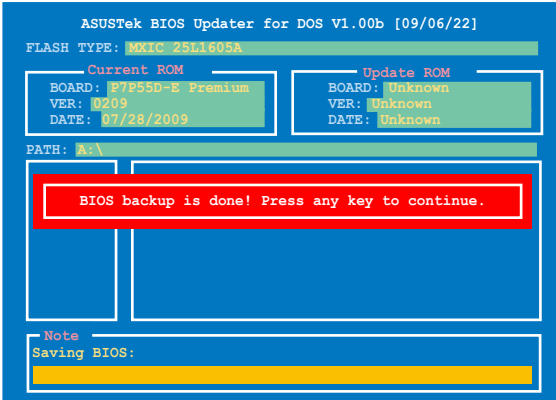 ASUSTek BIOS Updater for DOS V1.00b [09/06/22]
FLASH TYPE: MXIC 25L1605A
Current ROM
BOARD: P7P55D-E Premium
VER: 0209
DATE: 07/28/2009
Update ROM
BOARD: Unknown
VER: Unknown
DATE: Unknown
PATH: A:\
BIOS backup is done! Press any key to continue.
Note
Saving BIOS: